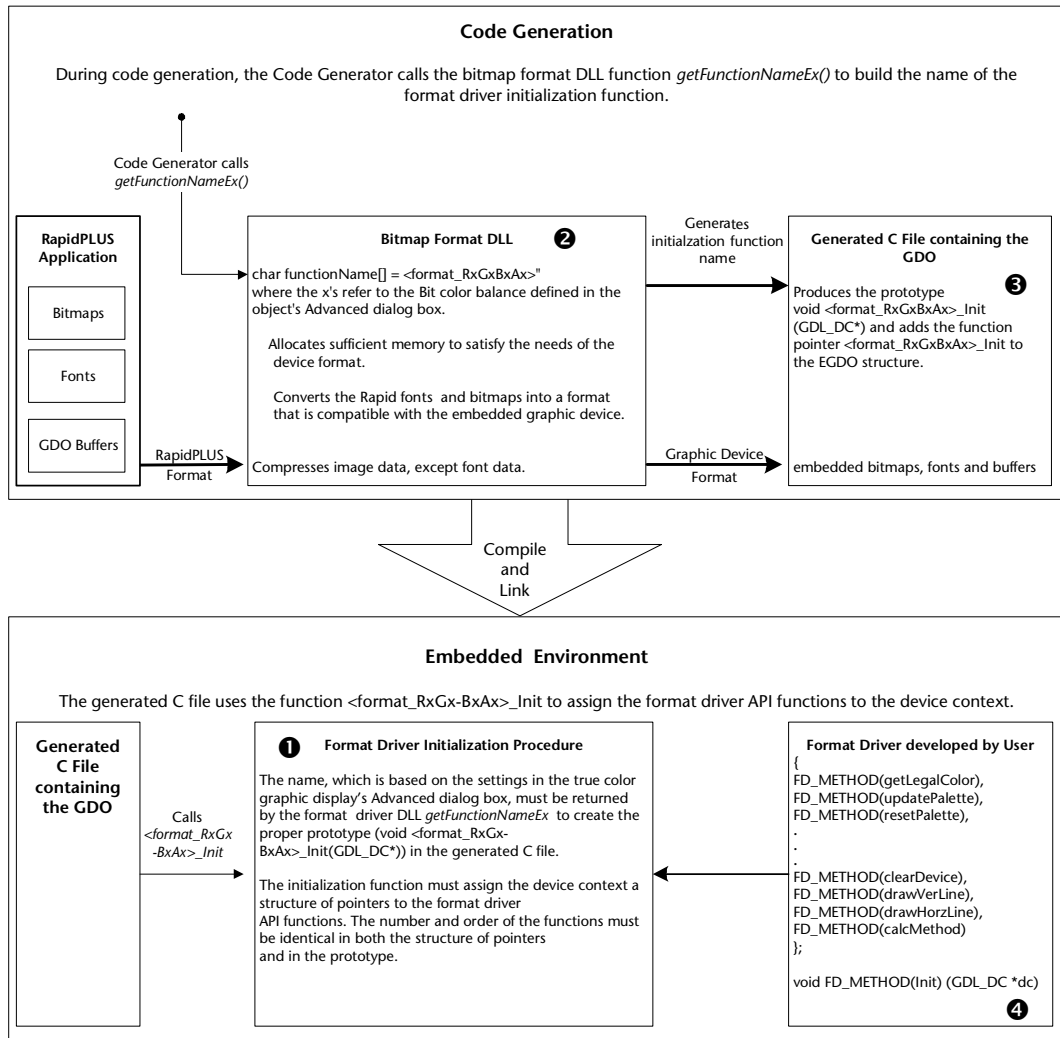 Code Generation
During code generation, the Code Generator calls the bitmap format DLL function getFunctionNameEx() to build the name of the
format driver initialization function.
Code Generator calls
getFunctionNameEx()
RapidPLUS
Application
Bitmaps
Fonts
GDO Buffers
RapidPLUS
Format
Bitmap Format DLL
❷
char functionName[] = <format_RxGxBxAx>"
where the x's refer to the Bit color balance defined in the
object's Advanced dialog box.
Allocates sufficient memory to satisfy the needs of the
device format.
Converts the Rapid fonts and bitmaps into a format
that is compatible with the embedded graphic device.
Compresses image data, except font data.
Generates
initialzation function
name
Graphic Device
Format
Generated C File containing the
GDO
❸
Produces the prototype
void <format_RxGxBxAx>_Init
(GDL_DC*) and adds the function
pointer <format_RxGxBxAx>_Init to
the EGDO structure.
embedded bitmaps, fonts and buffers
Compile
and
Link
Embedded Environment
The generated C file uses the function <format_RxGx-BxAx>_Init to assign the format driver API functions to the device context.
Generated
C File
containing
the GDO
Calls
<format_RxGx
-BxAx>_Init
❶
Format Driver Initialization Procedure
The name, which is based on the settings in the true color
graphic display's Advanced dialog box, must be returned
by the format driver DLL getFunctionNameEx to create the
proper prototype (void <format_RxGx-
BxAx>_Init(GDL_DC*)) in the generated C file.
The initialization function must assign the device context a
structure of pointers to the format driver
API functions. The number and order of the functions must
be identical in both the structure of pointers
and in the prototype.
Format Driver developed by User
{
FD_METHOD(getLegalColor),
FD_METHOD(updatePalette),
FD_METHOD(resetPalette),
.
.
.
FD_METHOD(clearDevice),
FD_METHOD(drawVerLine),
FD_METHOD(drawHorzLine),
FD_METHOD(calcMethod)
};
void FD_METHOD(Init) (GDL_DC *dc)
❹